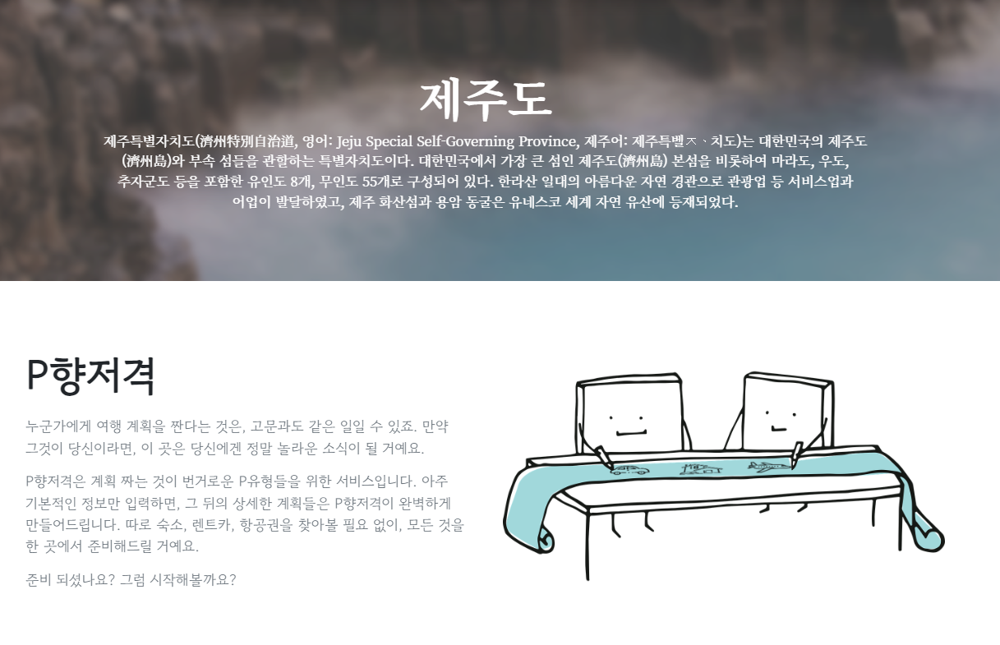 제주도
제주특별자치도(濟州特別自治道, 영어: Jeju Special Self-Governing Province, 제주어: 제주특벨ㅈㆍ치도)는 대한민국의 제주도
(濟州島)와 부속 섬들을 관할하는 특별자치도이다. 대한민국에서 가장 큰 섬인 제주도(濟州島) 본섬을 비롯하여 마라도, 우도,
추자군도 등을 포함한 유인도 8개, 무인도 55개로 구성되어 있다. 한라산 일대의 아름다운 자연 경관으로 관광업 등 서비스업과
어업이 발달하였고, 제주 화산섬과 용암 동굴은 유네스코 세계 자연 유산에 등재되었다.
P향저격
누군가에게 여행 계획을 짠다는 것은, 고문과도 같은 일일 수 있죠. 만약
그것이 당신이라면, 이 곳은 당신에겐 정말 놀라운 소식이 될 거예요.
P향저격은 계획 짜는 것이 번거로운 P유형들을 위한 서비스입니다. 아주
기본적인 정보만 입력하면, 그 뒤의 상세한 계획들은 P향저격이 완벽하게
만들어드립니다. 따로 숙소, 렌트카, 항공권을 찾아볼 필요 없이, 모든 것을
한 곳에서 준비해드릴 거예요.
준비 되셨나요? 그럼 시작해볼까요?